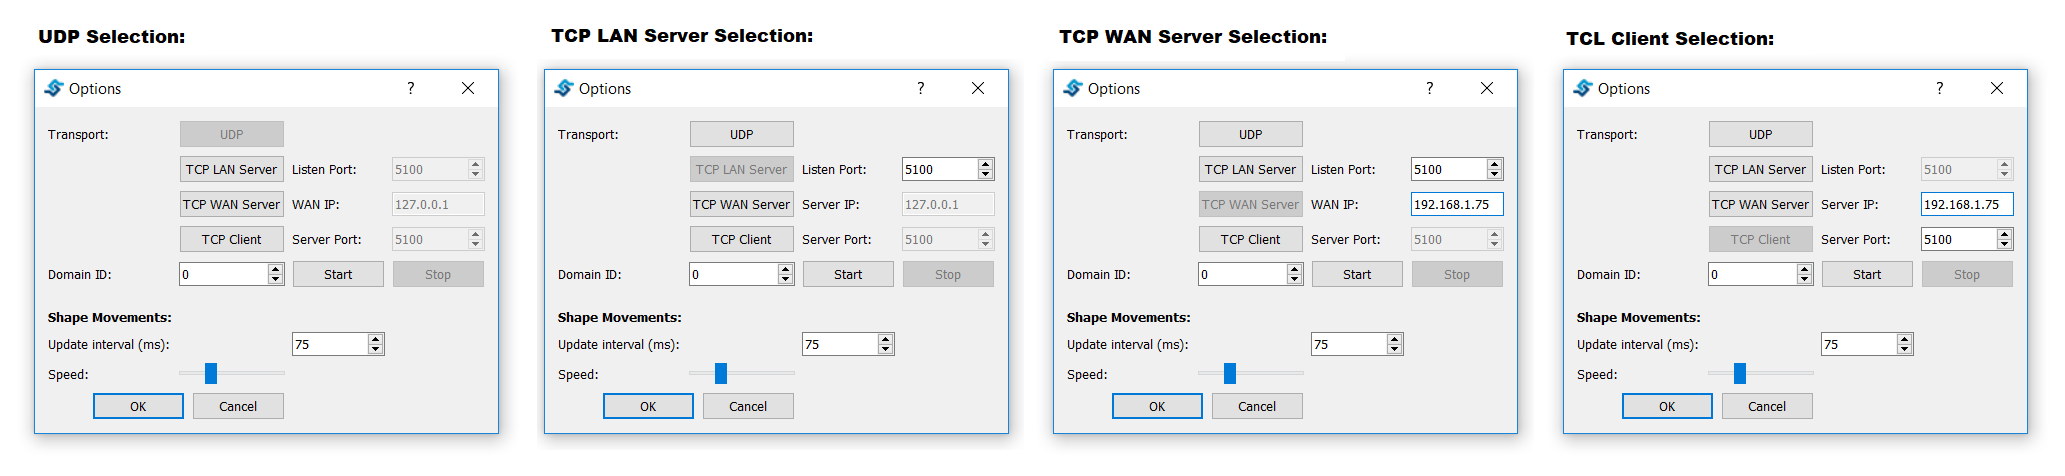 UDP Selection:
Options ?
Transport: UDP
TCP LAN Server Listen Port: 5100
TCP WAN Server WAN IP: 127.0.0.1
TCP Client Server Port: 5100
Domain ID: 0 Start Stop
Shape Movements:
Update interval (ms): 75
Speed:
OK Cancel
TCP LAN Server Selection:
Options ?
Transport: UDP
TCP LAN Server Listen Port: 5100
TCP WAN Server Server IP: 127.0.0.1
TCP Client Server Port: 5100
Domain ID: 0 Start Stop
Shape Movements:
Update interval (ms): 75
Speed:
OK Cancel
TCP WAN Server Selection:
Options ?
Transport: UDP
TCP LAN Server Listen Port: 5100
TCP WAN Server WAN IP: 192.168.1.75
TCP Client Server Port: 5100
Domain ID: 0 Start Stop
Shape Movements:
Update interval (ms): 75
Speed:
OK Cancel
TCL Client Selection:
Options ?
Transport: UDP
TCP LAN Server Listen Port: 5100
TCP WAN Server Server IP: 192.168.1.75
TCP Client Server Port: 5100
Domain ID: 0 Start Stop
Shape Movements:
Update interval (ms): 75
Speed:
OK Cancel